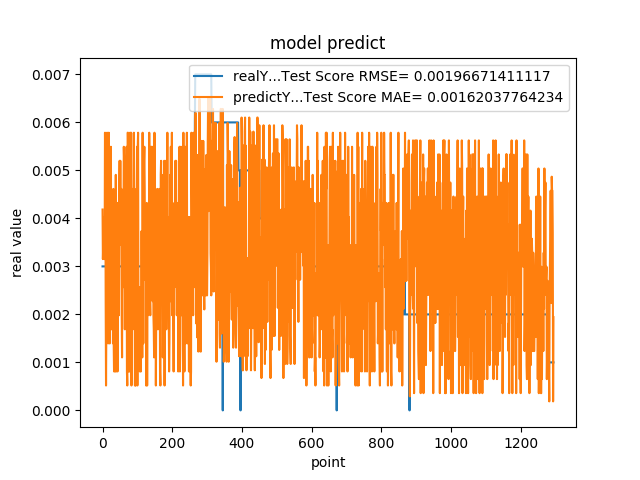 model predict
realY...Test Score RMSE= 0.00196671411117
predictY...Test Score MAE= 0.00162037764234
0.007
0.006
0.005
0.004
0.003
0.002
0.001
0.000
real value
0 200 400 600 800 1000 1200
point